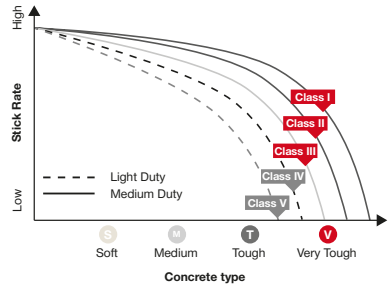 High
Stick Rate
Low
Class I
Class II
Class III
Class IV
Class V
Light Duty
Medium Duty
S
M
T
V
Soft
Medium
Tough
Very Tough
Concrete type